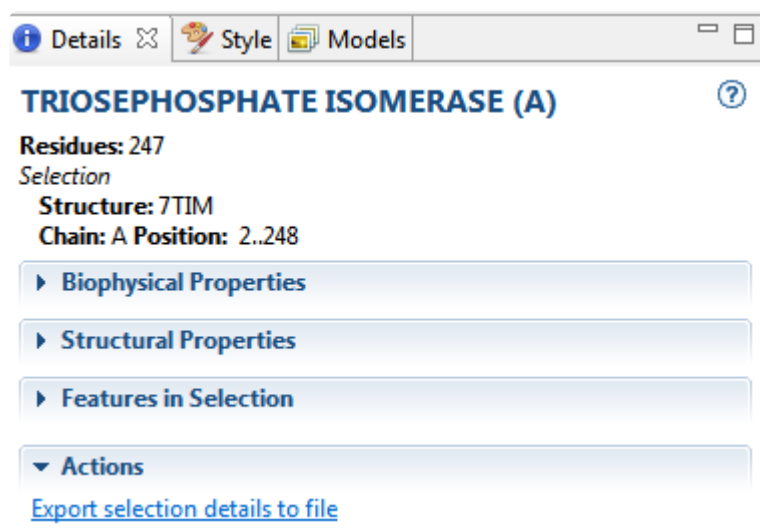 Details Style Models
TRIOSEPHOSPHATE ISOMERASE (A)
Residues: 247
Selection
Structure: 7TIM
Chain: A Position: 2..248
Biophysical Properties
Structural Properties
Features in Selection
Actions
Export selection details to file